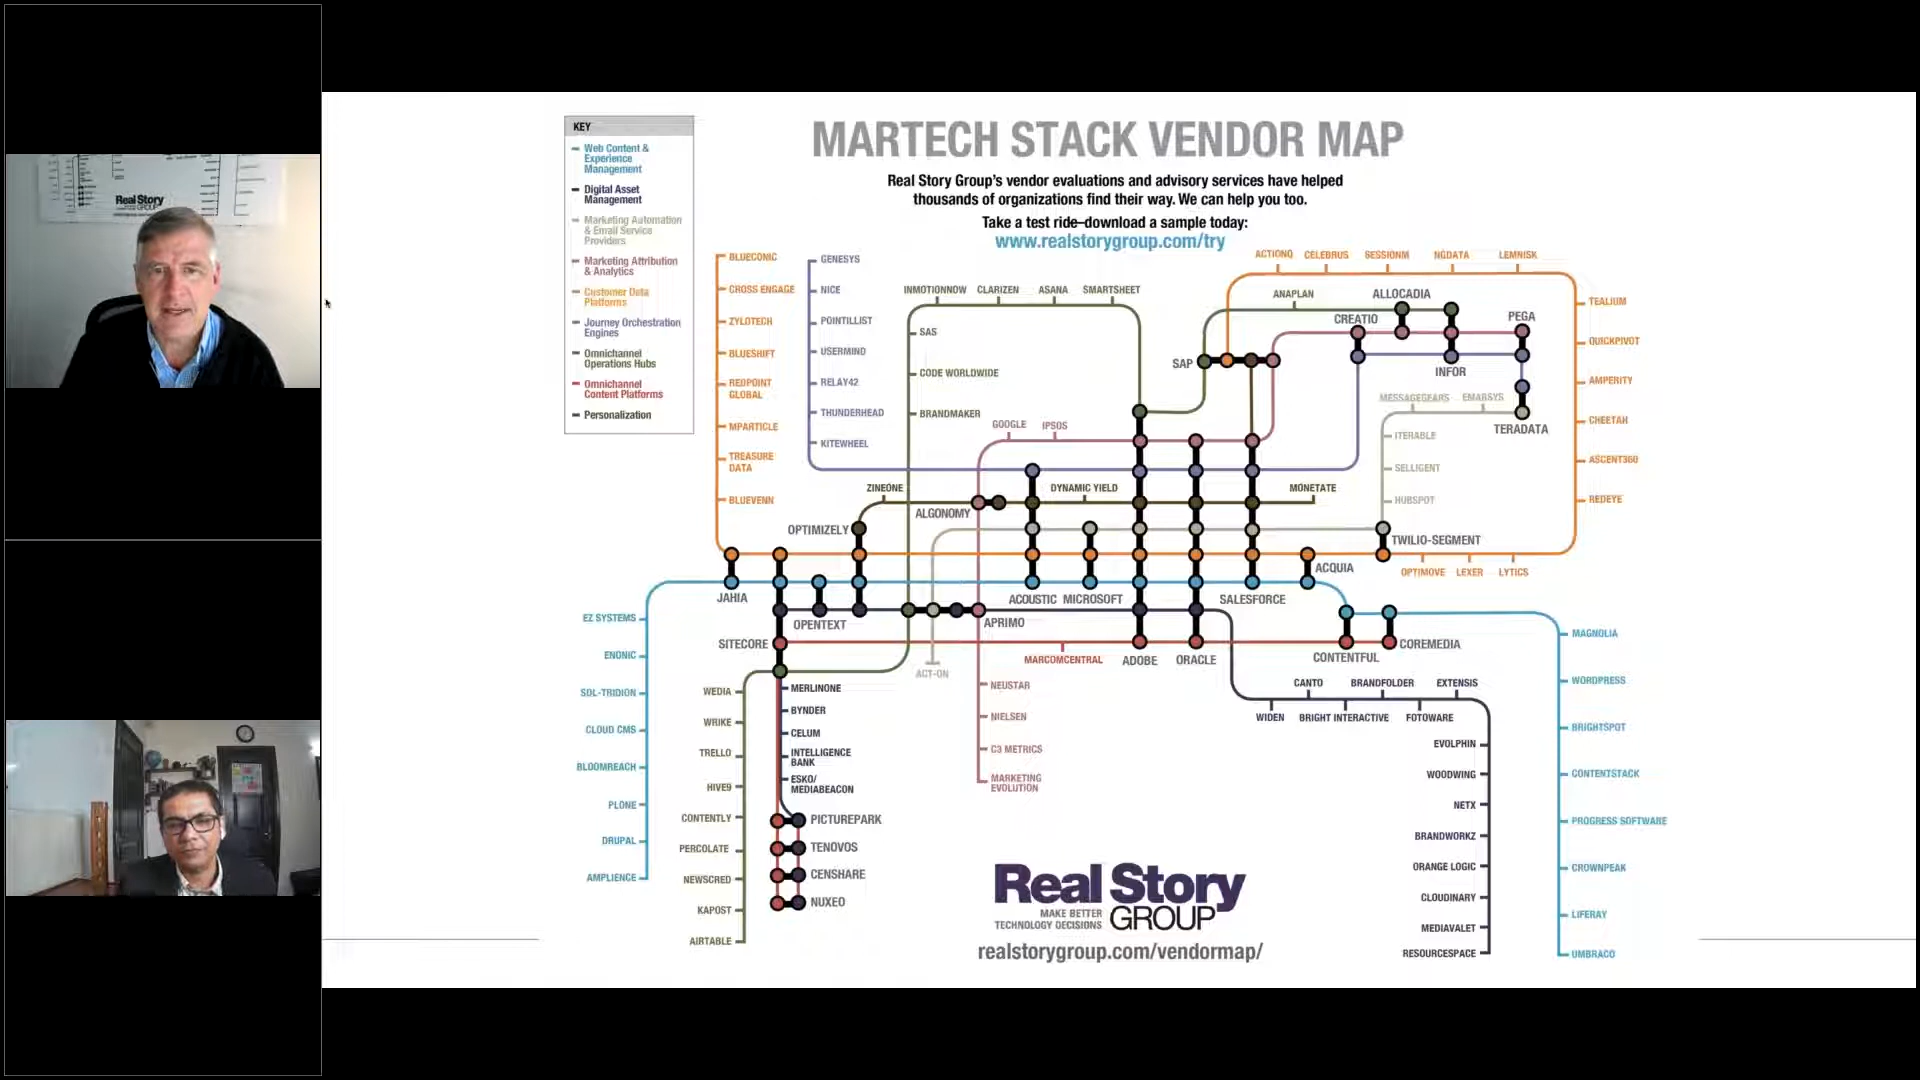 Real Story
GROUP
MARTECH STACK VENDOR MAP
Real Story Group's vendor evaluations and advisory services have helped
thousands of organizations find their way. We can help you too.
Take a test ride–download a sample today:
www.realstorygroup.com/try
KEY
Web Content &
Experience
Management
Digital Asset
Management
Marketing Automation
& Email Service
Providers
Marketing Attribution
& Analytics
Customer Data
Platforms
Journey Orchestration
Engines
Omnichannel
Operations Hubs
Omnichannel
Content Platforms
Personalization
BLUECONIC
CROSS ENGAGE
ZYLOTECH
BLUESHIFT
REDPOINT
GLOBAL
MPARTICLE
TREASURE
DATA
BLUEVENN
GENESYS
NICE
POINTILLIST
USERMIND
RELAY42
THUNDERHEAD
KITEWHEEL
INMOTIONNOW
CLARIZEN
ASANA
SMARTSHEET
SAS
CODE WORLDWIDE
BRANDMAKER
GOOGLE
IPSOS
ZINEONE
ALGONOMY
DYNAMIC YIELD
MONETATE
OPTIMIZELY
ACTIONIQ
CELEBRUS
SESSIONM
NGDATA
LEMNISK
ANAPLAN
ALLOCADIA
CREATIO
PEGA
SAP
INFOR
MESSAGEGEARS
EMARSYS
TERADATA
ITERABLE
SELLIGENT
HUBSPOT
TWILIO-SEGMENT
TEALIUM
QUICKPIVOT
AMPERITY
CHEETAH
ASCENT360
REDEYE
OPTIMOVE
LEXER
LYTICS
ACQUIA
JAHIA
OPENTEXT
ACOUSTIC
MICROSOFT
SALESFORCE
APRIMO
SITECORE
MARCOMCENTRAL
ADOBE
ORACLE
CONTENTFUL
COREMEDIA
ACT-ON
EZ SYSTEMS
ENONIC
SDL-TRIDION
CLOUD CMS
BLOOMREACH
PLONE
DRUPAL
AMPLIENCE
WEDIA
WRIKE
TRELLO
HIVE9
CONTENTLY
PERCOLATE
NEWSCRED
KAPOST
AIRTABLE
MERLINONE
BYNDER
CELUM
INTELLIGENCE
BANK
ESKO/
MEDIABEACON
PICTUREPARK
TENOVOS
CENSHARE
NUXEO
NEUSTAR
NIELSEN
C3 METRICS
MARKETING
EVOLUTION
CANTO
BRANDFOLDER
EXTENSIS
WIDEN
BRIGHT INTERACTIVE
FOTOWARE
EVOLPHIN
WOODWING
NETX
BRANDWORKZ
ORANGE LOGIC
CLOUDINARY
MEDIAVALET
RESOURCESPACE
MAGNOLIA
WORDPRESS
BRIGHTSPOT
CONTENTSTACK
PROGRESS SOFTWARE
CROWNPEAK
LIFERAY
UMBRACO
Real Story
MAKE BETTER
TECHNOLOGY DECISIONS
GROUP
realstorygroup.com/vendormap/